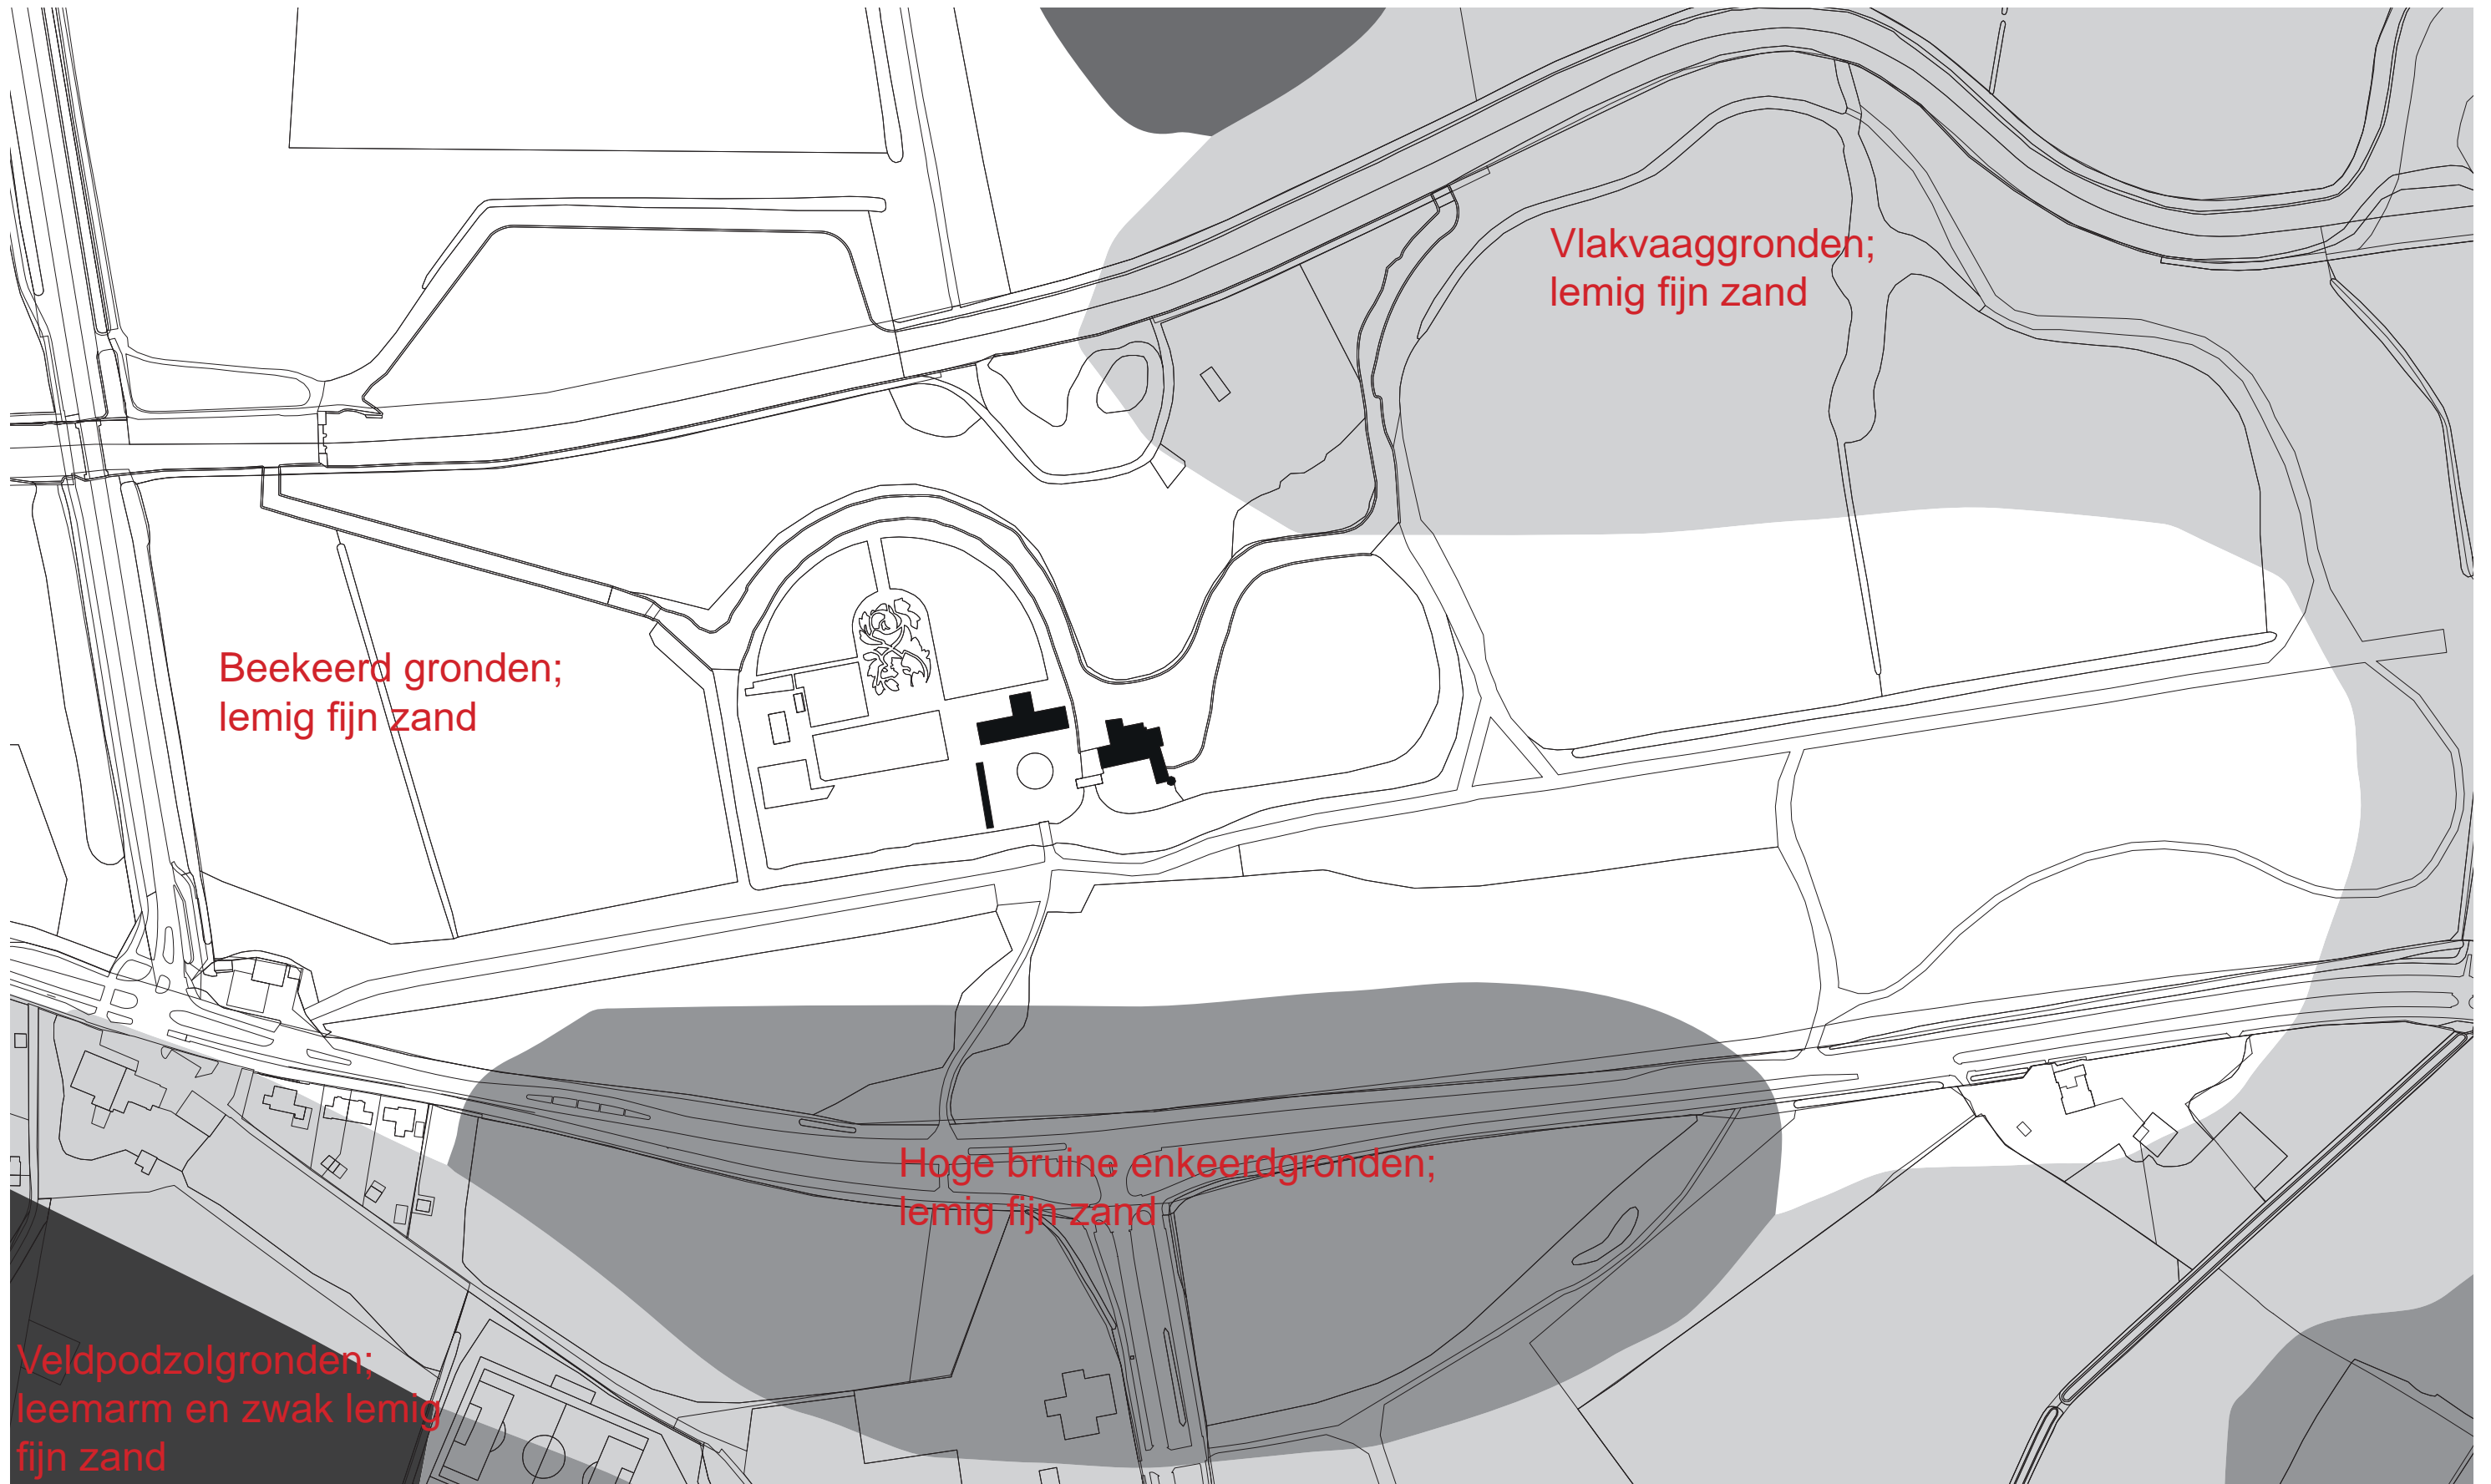 Vlakvaaggronden;
lemig fijn zand
Beekeerd gronden;
lemig fijn zand
Hoge bruine enkeerdgronden;
lemig fijn zand
Veldpodzolgronden;
leemarm en zwak lemig
fijn zand